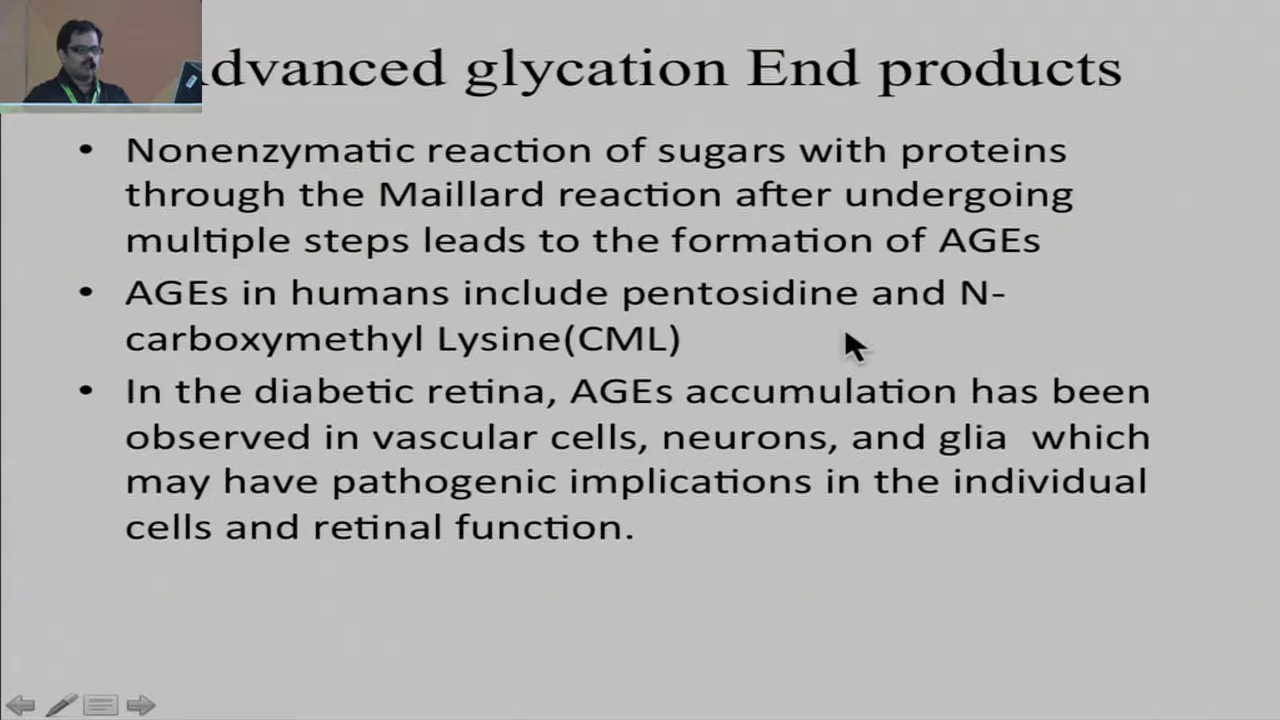 dvanced glycation End products
• Nonenzymatic reaction of sugars with proteins
through the Maillard reaction after undergoing
multiple steps leads to the formation of AGEs
• AGEs in humans include pentosidine and N-
carboxymethyl Lysine(CML)
• In the diabetic retina, AGEs accumulation has been
observed in vascular cells, neurons, and glia which
may have pathogenic implications in the individual
cells and retinal function.